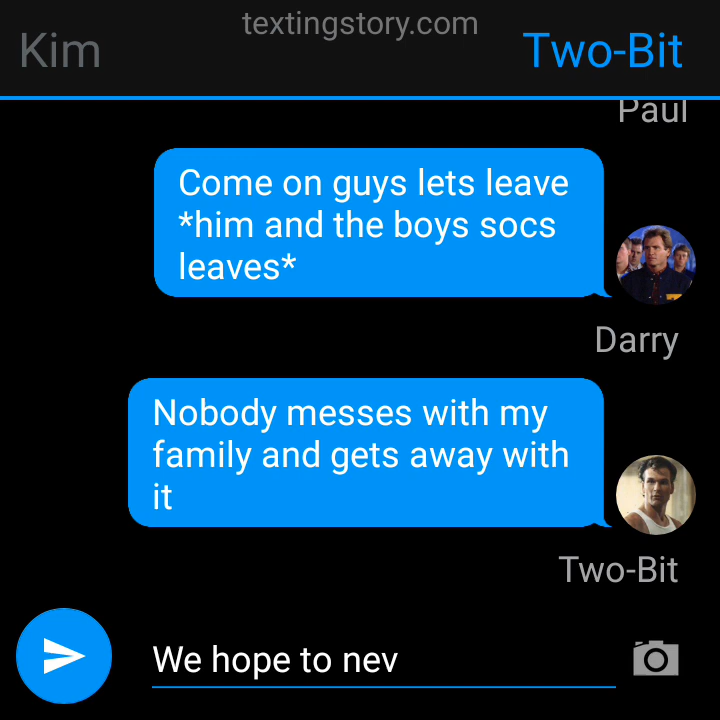 textingstory.com
Kim
Two-Bit
Paul
Come on guys lets leave
*him and the boys socs
leaves*
Darry
Nobody messes with my
family and gets away with
it
Two-Bit
We hope to nev